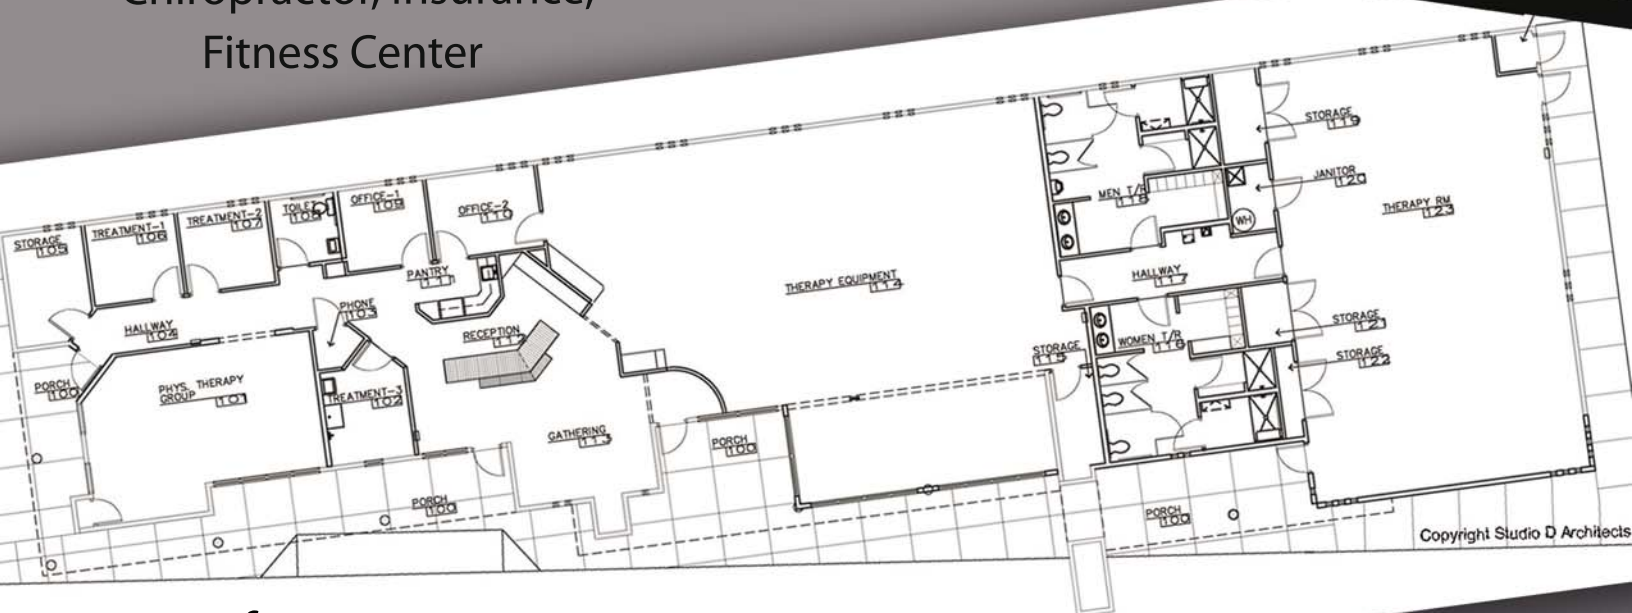 Chiropractor, Insurance,
Fitness Center
STORAGE
105
TREATMENT-1
106
TREATMENT-2
107
TOILET
108
OFFICE-1
109
OFFICE-2
110
PANTRY
111
PHONE
103
HALLWAY
104
RECEPTION
112
PORCH
100
PHYS. THERAPY
GROUP
101
TREATMENT-3
102
GATHERING
113
PORCH
100
PORCH
100
THERAPY EQUIPMENT
114
STORAGE
115
MEN T/R
118
WH
HALLWAY
117
WOMEN T/R
116
STORAGE
119
JANITOR
120
THERAPY RM
123
STORAGE
121
STORAGE
122
PORCH
100
Copyright Studio D Architects